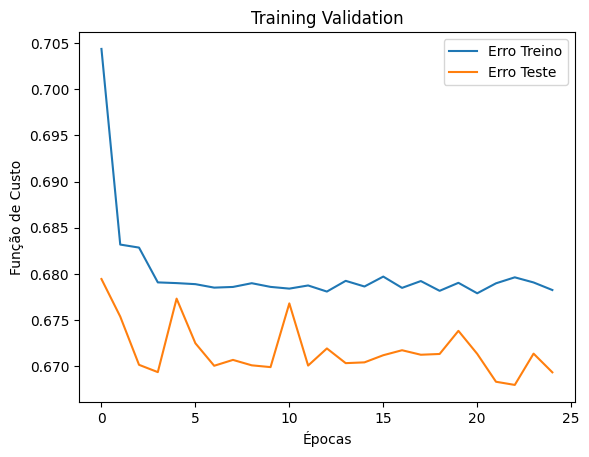 Training Validation
0.705
0.700
0.695
0.690
0.685
0.680
0.675
0.670
Função de Custo
Erro Treino
Erro Teste
0
5
10
15
20
25
Épocas